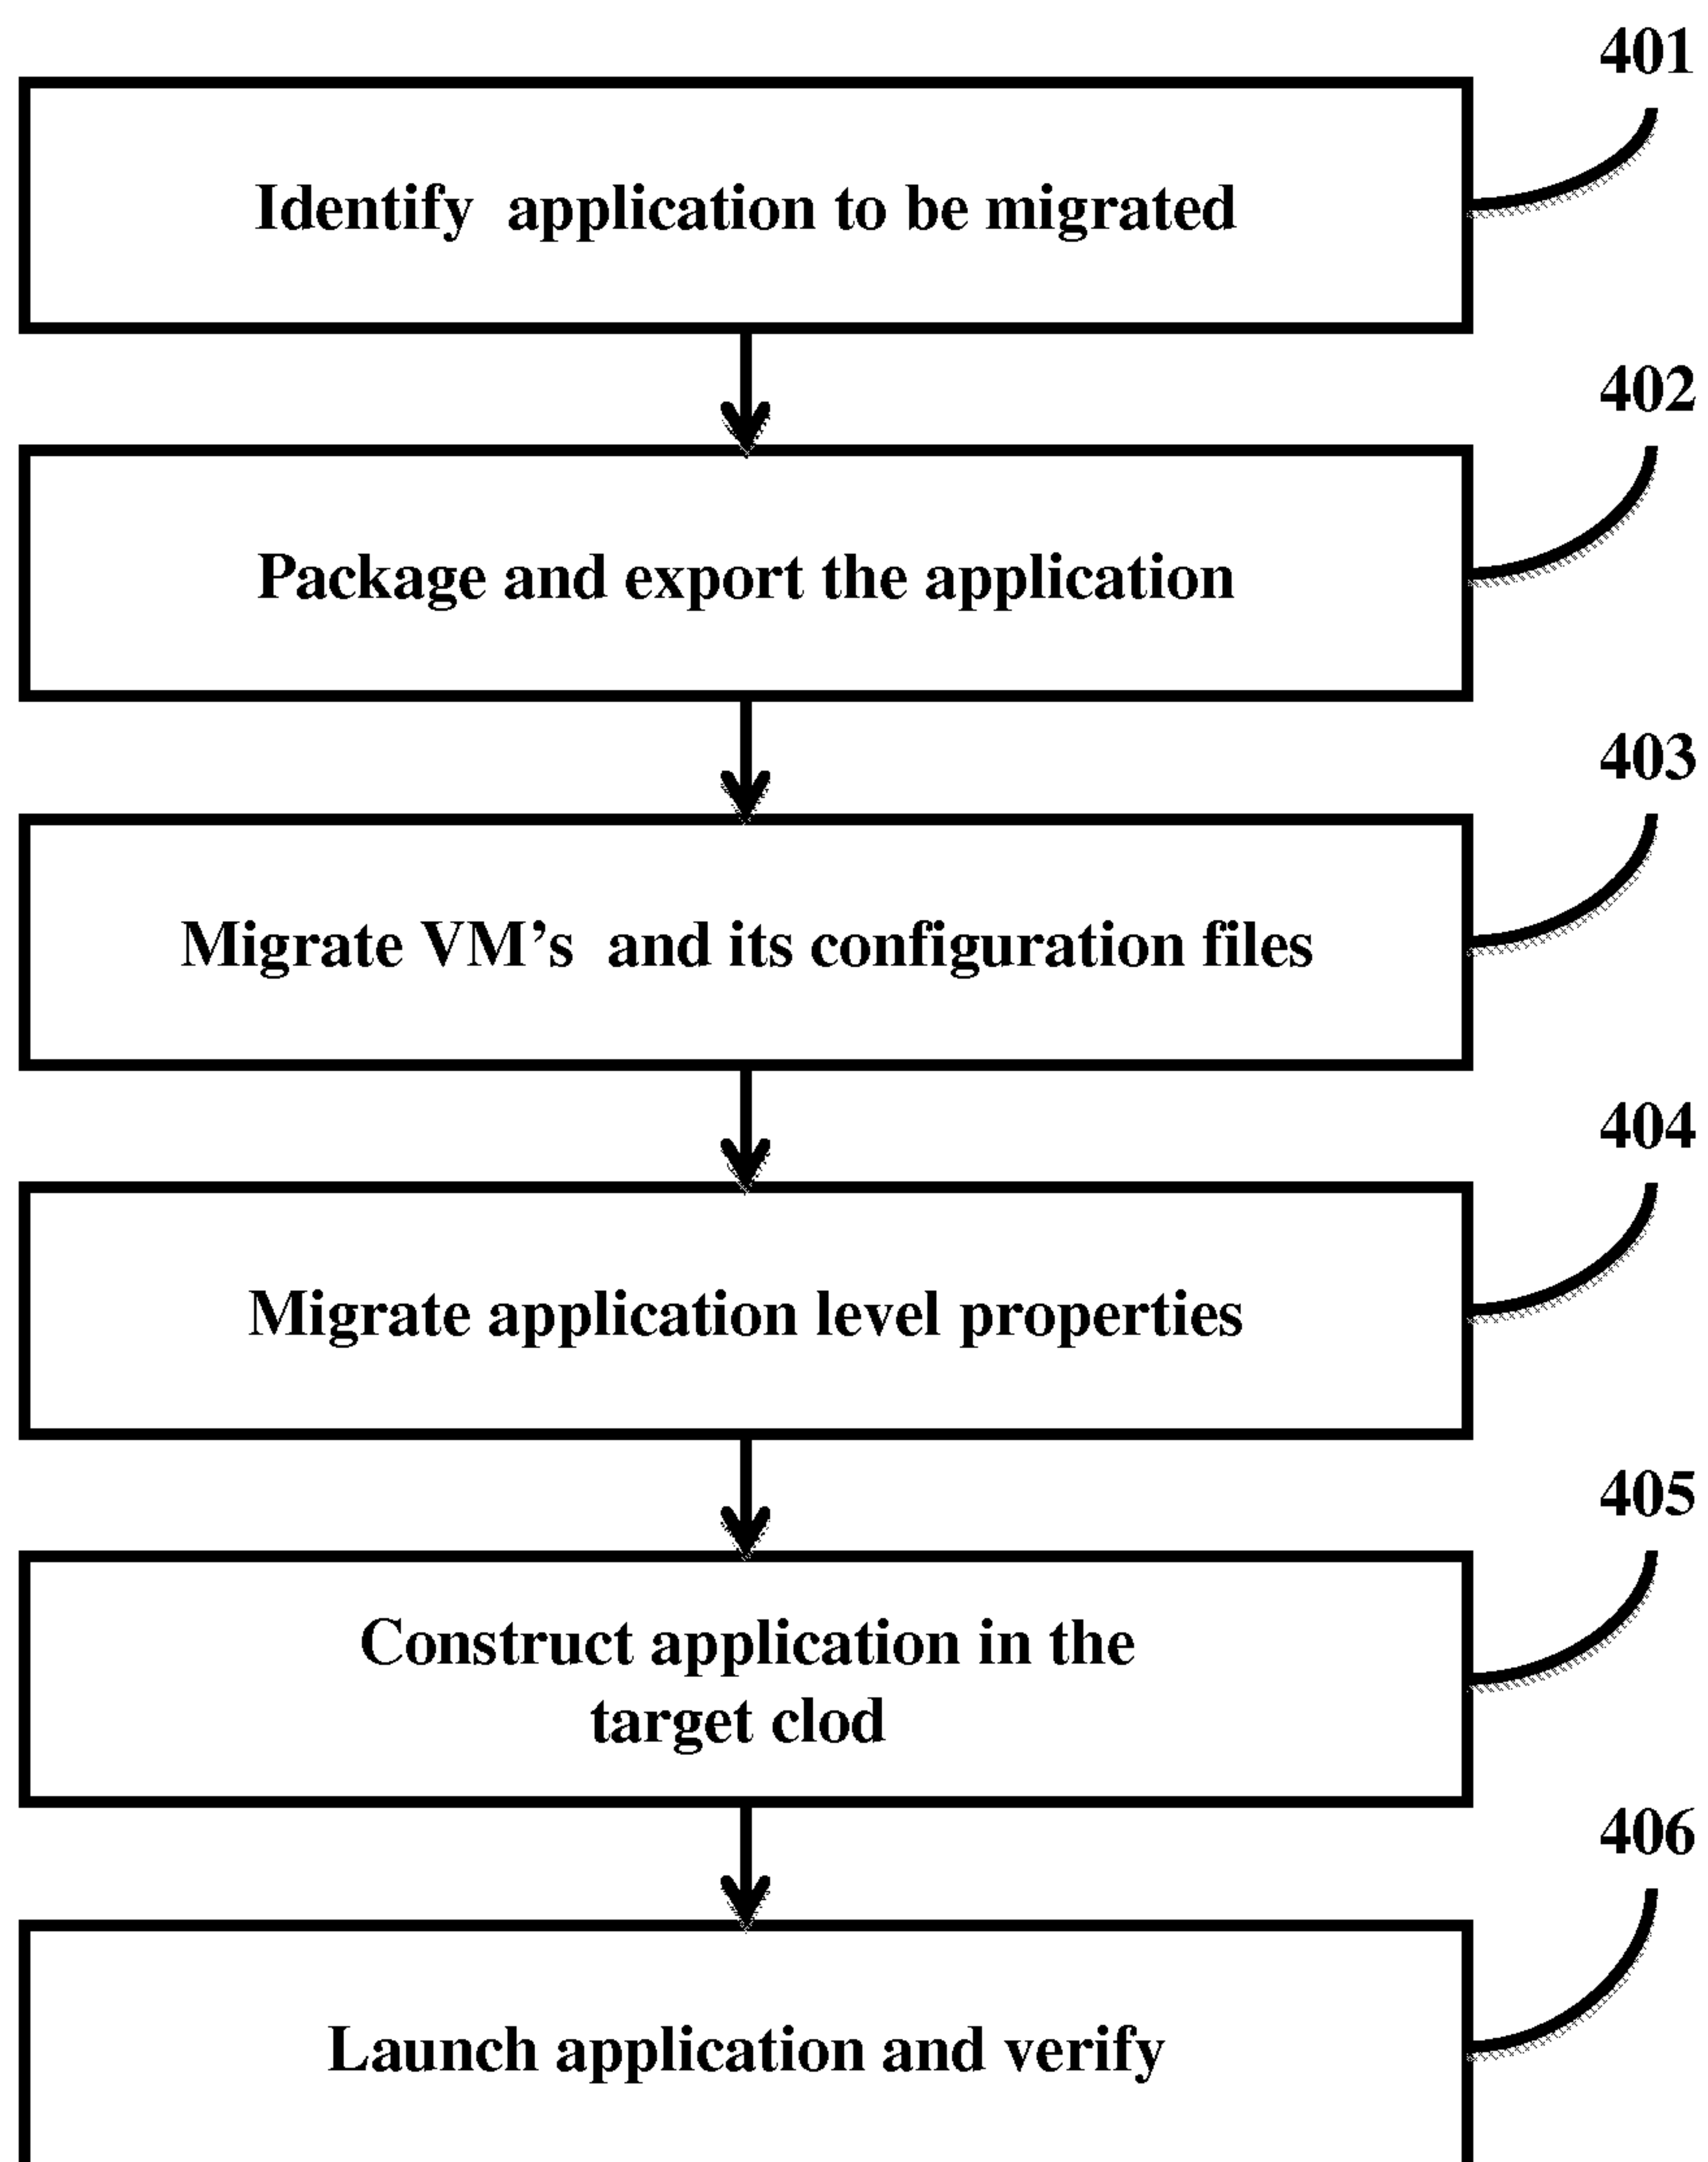 401
Identify application to be migrated
402
Package and export the application
403
Migrate VM’s and its configuration files
404
Migrate application level properties
405
Construct application in the
target clod
406
Launch application and verify